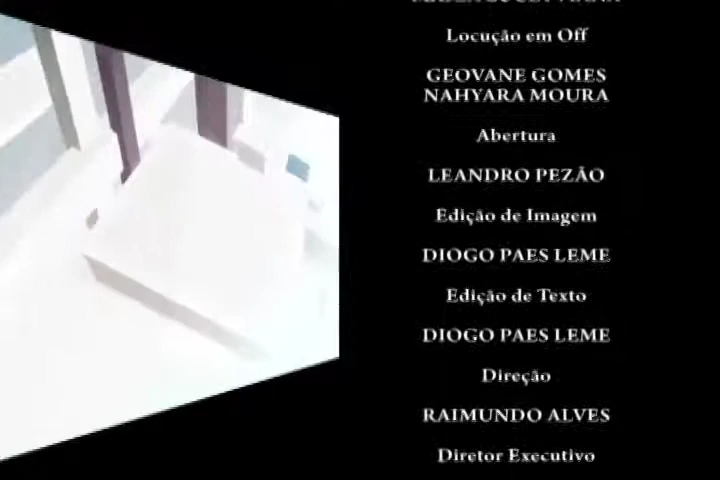 Locução em Off
GEOVANE GOMES
NAHYARA MOURA
Abertura
LEANDRO PEZÃO
Edição de Imagem
DIOGO PAES LEME
Edição de Texto
DIOGO PAES LEME
Direção
RAIMUNDO ALVES
Diretor Executivo